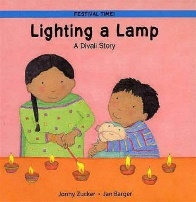 FESTIVAL TIME!
Lighting a Lamp
A Divali Story
Jonny Zucker • Jan Barger